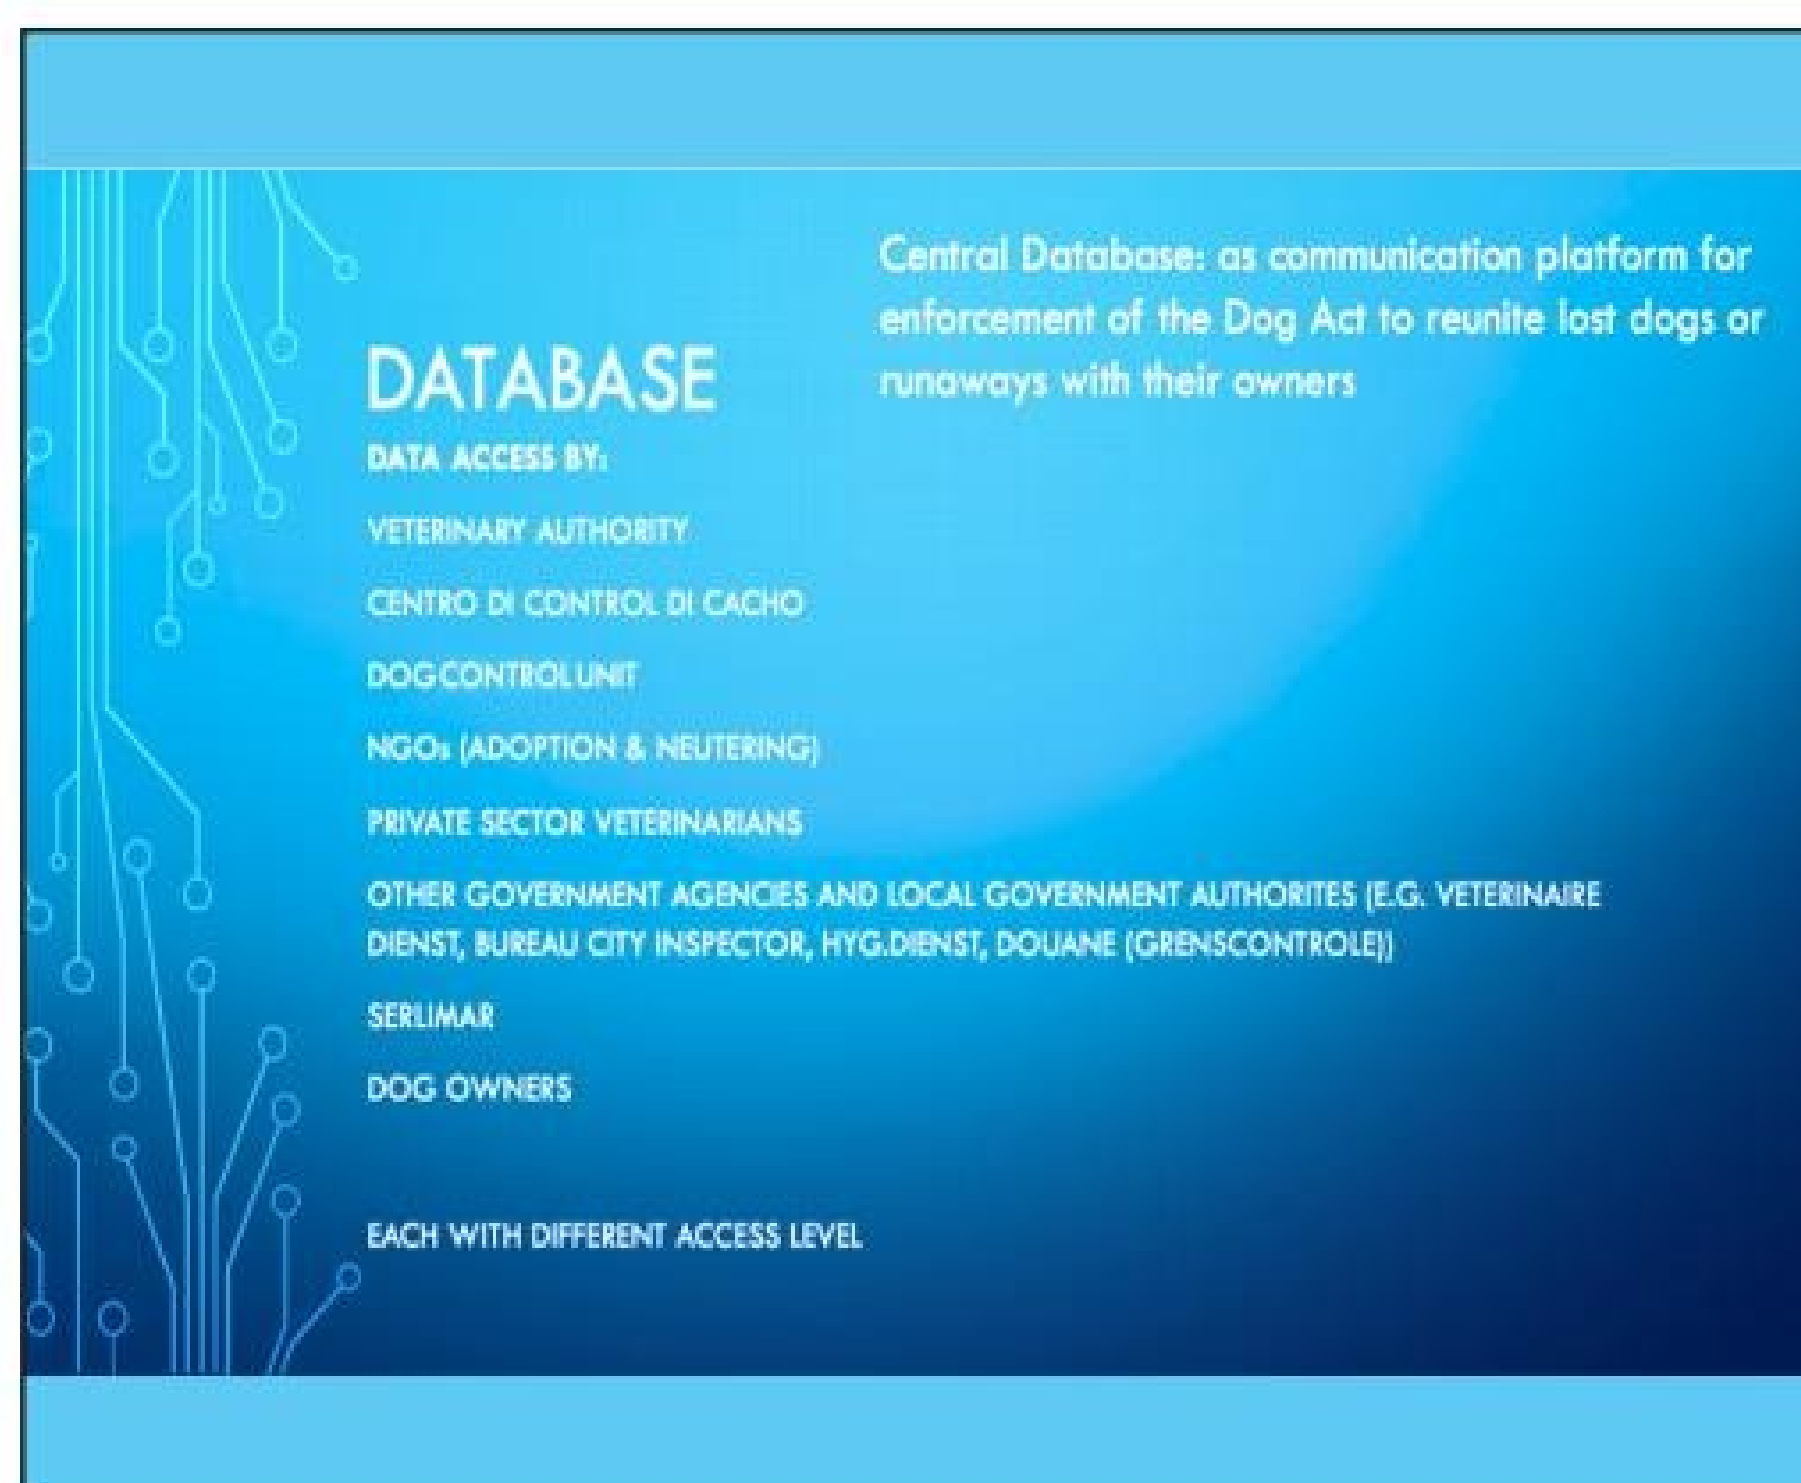 Central Database: as communication platform for
enforcement of the Dog Act to reunite lost dogs or
runaways with their owners
DATABASE
DATA ACCESS BY:
VETERINARY AUTHORITY
CENTRO DI CONTROL DI CACHO
DOGCONTROLUNIT
NGOs (ADOPTION & NEUTERING)
PRIVATE SECTOR VETERINARIANS
OTHER GOVERNMENT AGENCIES AND LOCAL GOVERNMENT AUTHORITES (E.G. VETERINAIRE
DIENST, BUREAU CITY INSPECTOR, HYG.DIENST, DOUANE (GRENSCONTROLE))
SERLIMAR
DOG OWNERS
EACH WITH DIFFERENT ACCESS LEVEL